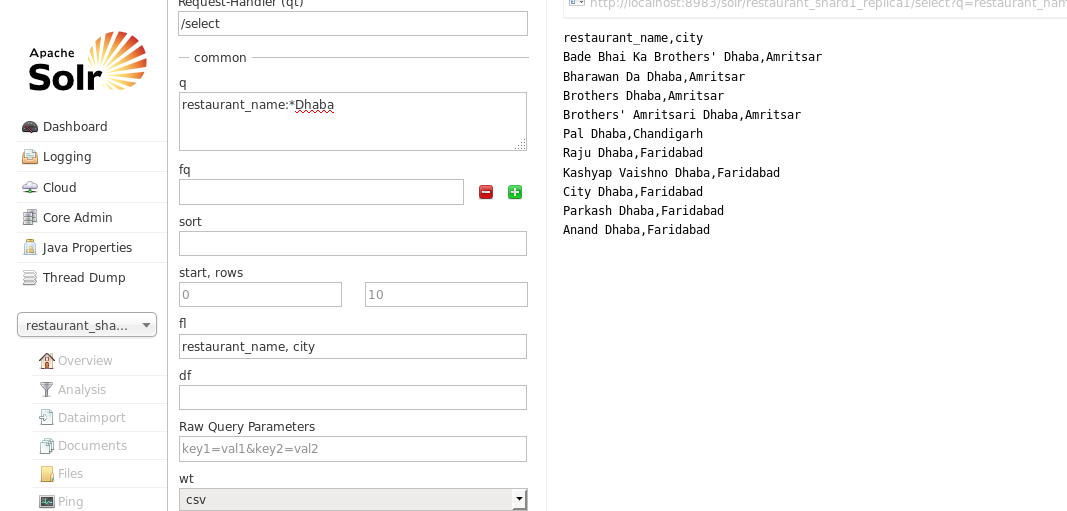 Request-Handler (qt)
/select
common
q
restaurant_name:*Dhaba
fq
sort
start, rows
0
10
fl
restaurant_name, city
df
Raw Query Parameters
key1=val1&key2=val2
wt
csv
Apache
Solr
Dashboard
Logging
Cloud
Core Admin
Java Properties
Thread Dump
restaurant_sha...
Overview
Analysis
Dataimport
Documents
Files
Ping
http://localhost:8983/solr/restaurant_shard1_replica1/select?q=restaurant_nam
restaurant_name,city
Bade Bhai Ka Brothers' Dhaba,Amritsar
Bharawan Da Dhaba,Amritsar
Brothers Dhaba,Amritsar
Brothers' Amritsari Dhaba,Amritsar
Pal Dhaba,Chandigarh
Raju Dhaba,Faridabad
Kashyap Vaishno Dhaba,Faridabad
City Dhaba,Faridabad
Parkash Dhaba,Faridabad
Anand Dhaba,Faridabad